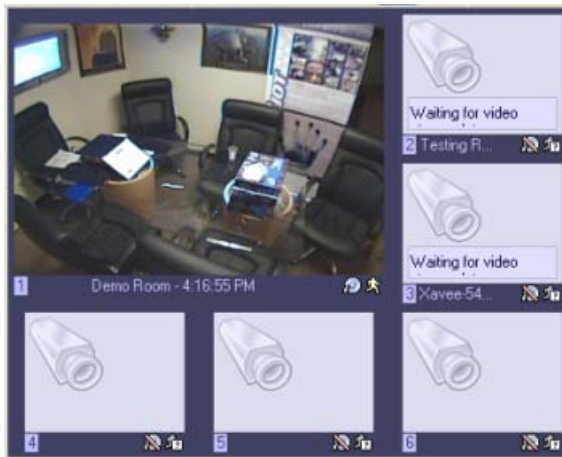 1 Demo Room - 4:16:55 PM
Waiting for video
2 Testing R...
Waiting for video
3 Xavee-54...
4
5
6